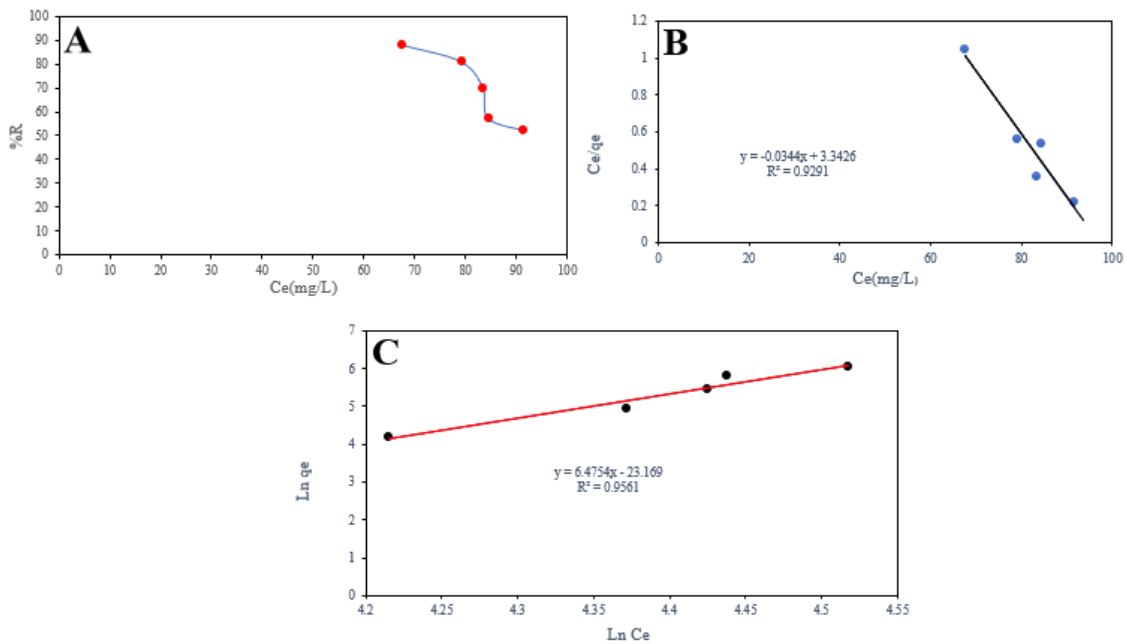 A
100
90
80
70
60
50
40
30
20
10
0
%R
0 10 20 30 40 50 60 70 80 90 100
Ce(mg/L)
B
1.2
1
0.8
0.6
0.4
0.2
0
Ce/qe
y = -0.0344x + 3.3426
R² = 0.9291
0 20 40 60 80 100
Ce(mg/L)
C
7
6
5
4
3
2
1
0
Ln qe
y = 6.4754x - 23.169
R² = 0.9561
4.2 4.25 4.3 4.35 4.4 4.45 4.5 4.55
Ln Ce